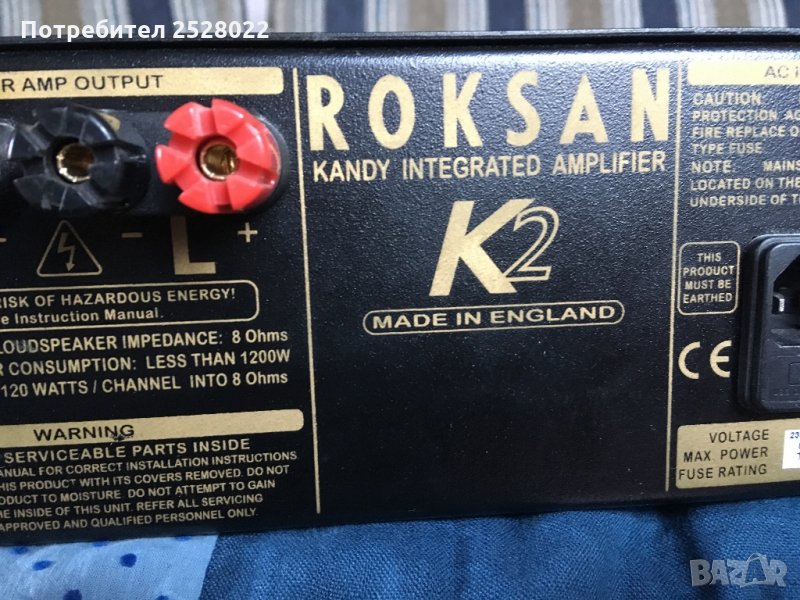 Потребител 2528022
R AMP OUTPUT
- L +
RISK OF HAZARDOUS ENERGY!
Instruction Manual.
LOUDSPEAKER IMPEDANCE: 8 Ohms
CONSUMPTION: LESS THAN 1200W
120 WATTS / CHANNEL INTO 8 Ohms
WARNING
SERVICEABLE PARTS INSIDE
MANUAL FOR CORRECT INSTALLATION INSTRUCTIONS
THIS PRODUCT WITH ITS COVERS REMOVED. DO NOT
PRODUCT TO MOISTURE DO NOT ATTEMPT TO GAIN
INSIDE OF THIS UNIT. REFER ALL SERVICING
APPROVED AND QUALIFIED PERSONNEL ONLY.
ROKSAN
KANDY INTEGRATED AMPLIFIER
K2
MADE IN ENGLAND
AC
CAUTION
PROTECTION
FIRE REPLACE
TYPE FUSE
NOTE. MAINS
LOCATED ON THE
UNDERSIDE OF
THIS
PRODUCT
MUST BE
EARTHED
CE
VOLTAGE
MAX. POWER
FUSE RATING
BAZAR